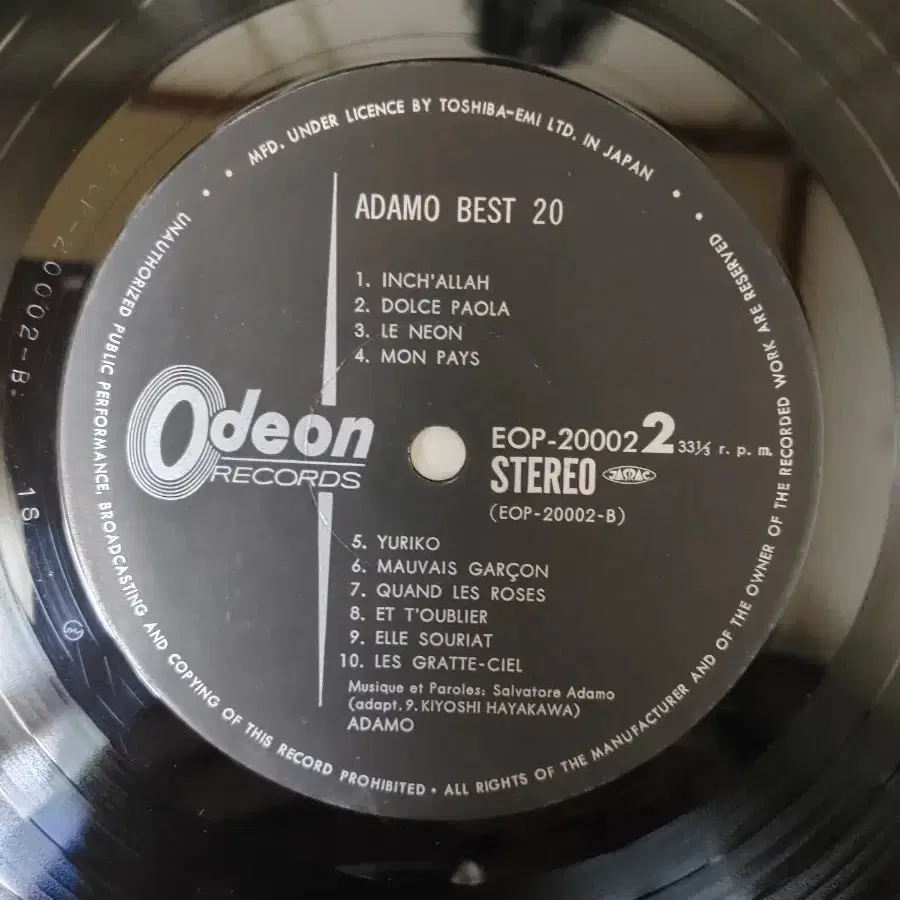 MFD. UNDER LICENCE BY TOSHIBA-EMI LTD. IN JAPAN
ADAMO BEST 20
1. INCH'ALLAH
2. DOLCE PAOLA
3. LE NEON
4. MON PAYS
Odeon
RECORDS
EOP-20002 2 33⅓ r. p. m.
STEREO JASRAC
(EOP-20002-B)
5. YURIKO
6. MAUVAIS GARÇON
7. QUAND LES ROSES
8. ET T'OUBLIER
9. ELLE SOURIAT
10. LES GRATTE-CIEL
Musique et Paroles: Salvatore Adamo
(adapt. 9. KIYOSHI HAYAKAWA)
ADAMO
UNAUTHORIZED PUBLIC PERFORMANCE, BROADCASTING AND COPYING OF THIS RECORD PROHIBITED • ALL RIGHTS OF THE MANUFACTURER AND OF THE OWNER OF THE RECORDED WORK ARE RESERVED
P-20002-B.
1S